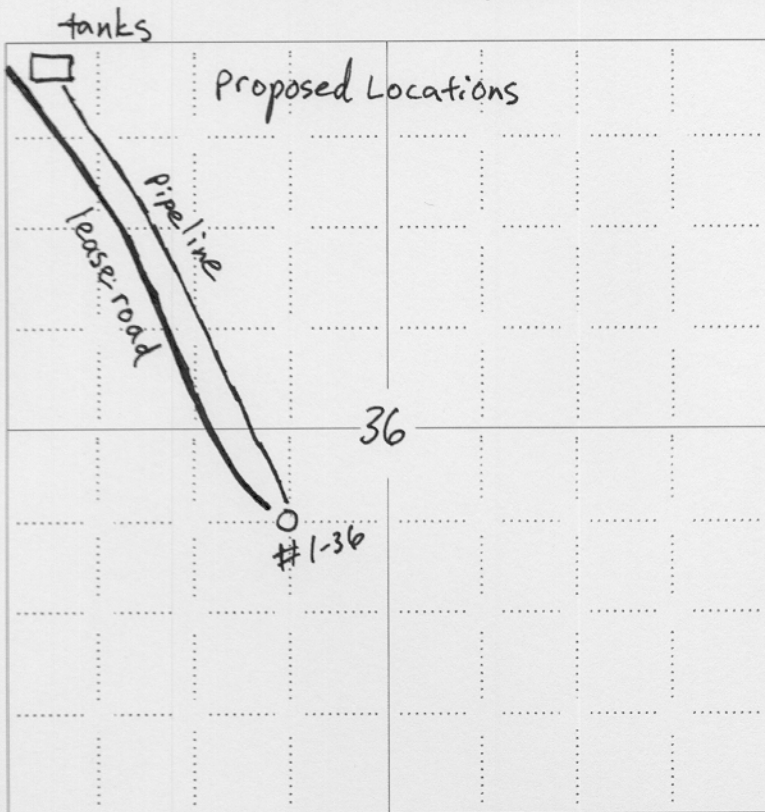 tanks
Proposed Locations
Pipeline
lease road
36
#1-36